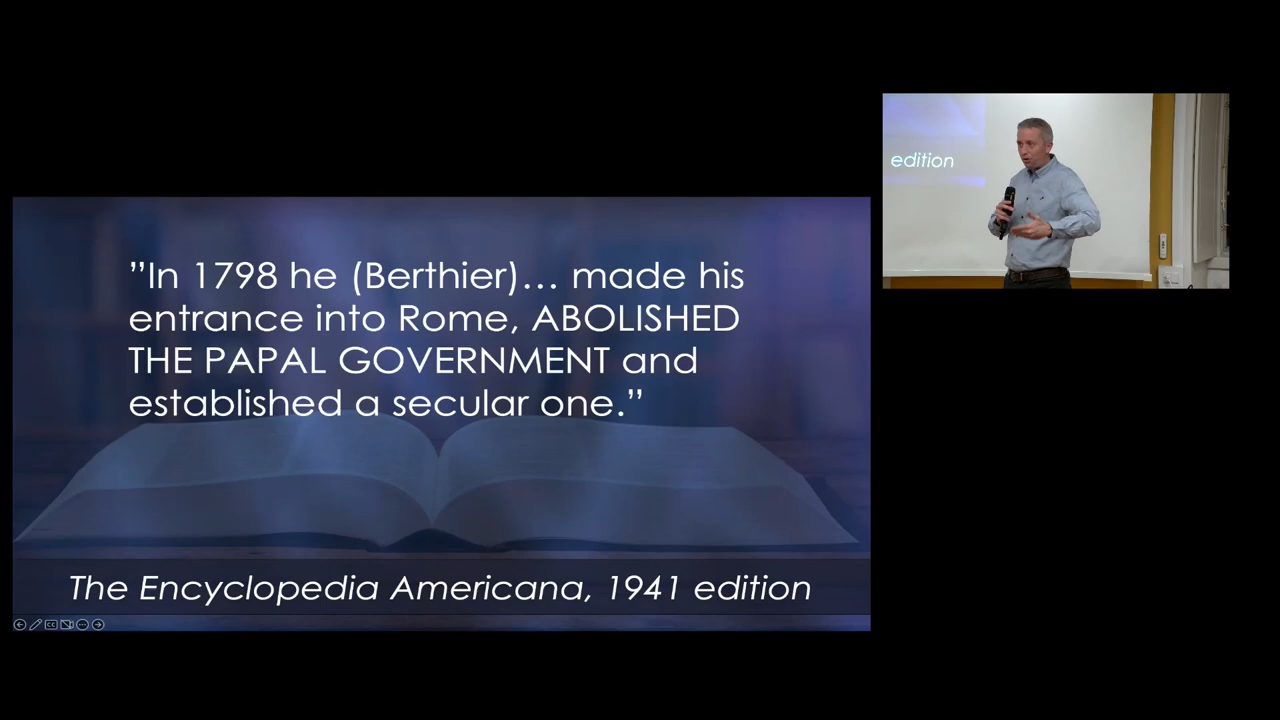 ”In 1798 he (Berthier)… made his
entrance into Rome, ABOLISHED
THE PAPAL GOVERNMENT and
established a secular one.”
The Encyclopedia Americana, 1941 edition
edition